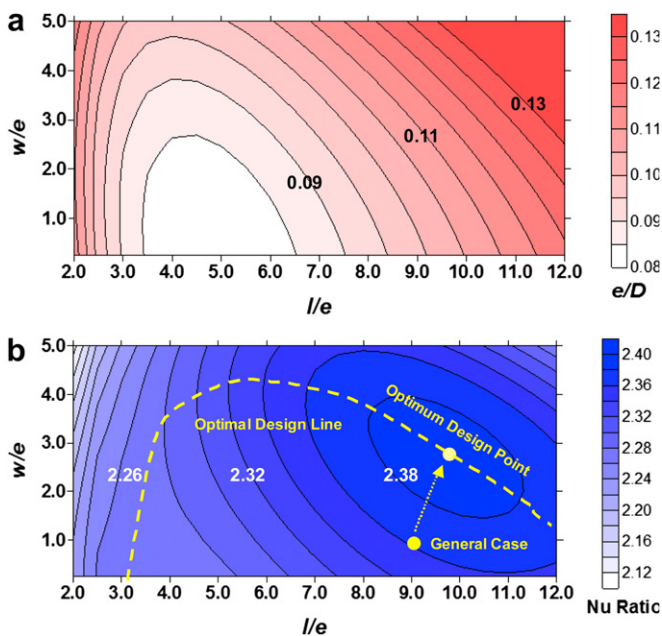 a
5.0
4.0
3.0
2.0
1.0
w/e
0.13
0.11
0.09
2.0 3.0 4.0 5.0 6.0 7.0 8.0 9.0 10.0 11.0 12.0
l/e
0.13
0.12
0.11
0.10
0.09
0.08
e/D
b
5.0
4.0
3.0
2.0
1.0
w/e
Optimal Design Line
Optimum Design Point
2.26
2.32
2.38
General Case
2.0 3.0 4.0 5.0 6.0 7.0 8.0 9.0 10.0 11.0 12.0
l/e
2.40
2.36
2.32
2.28
2.24
2.20
2.16
2.12
Nu Ratio